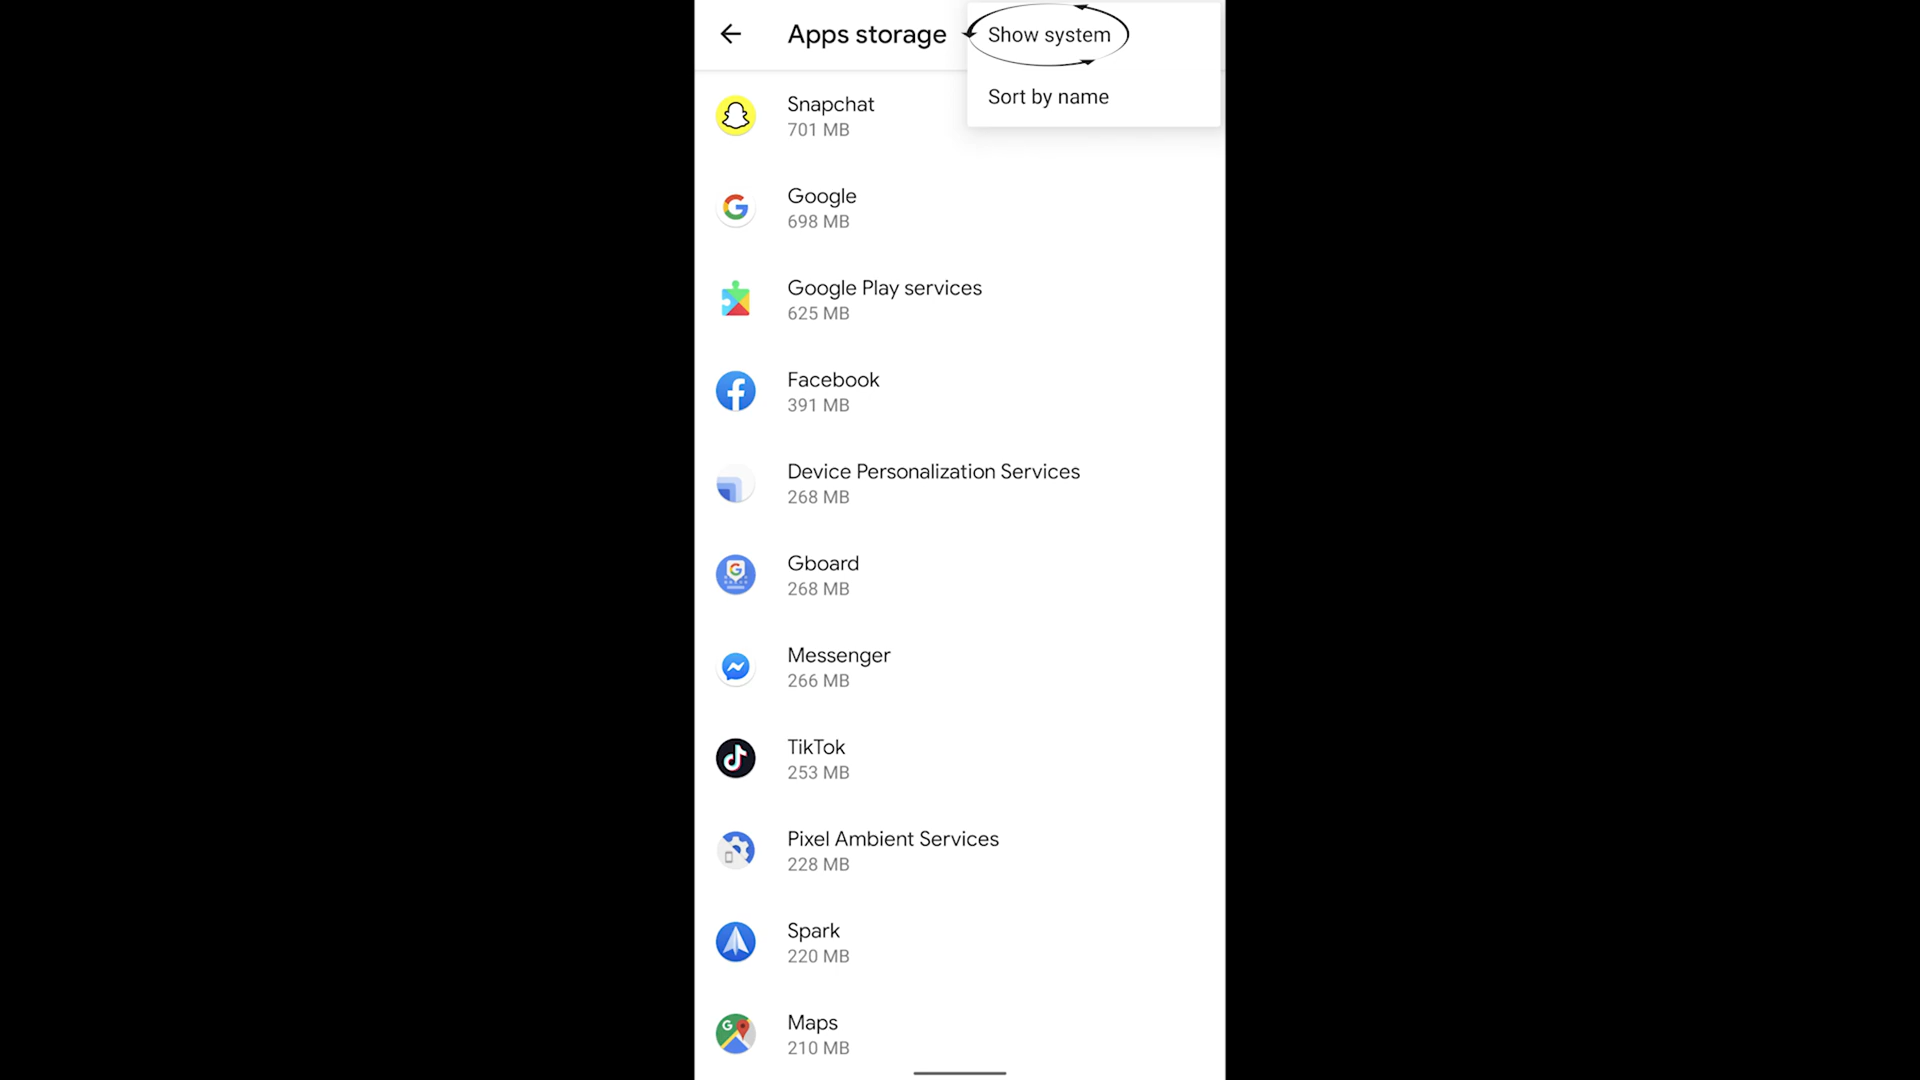 Apps storage
Show system
Sort by name
Snapchat
701 MB
Google
698 MB
Google Play services
625 MB
Facebook
391 MB
Device Personalization Services
268 MB
Gboard
268 MB
Messenger
266 MB
TikTok
253 MB
Pixel Ambient Services
228 MB
Spark
220 MB
Maps
210 MB